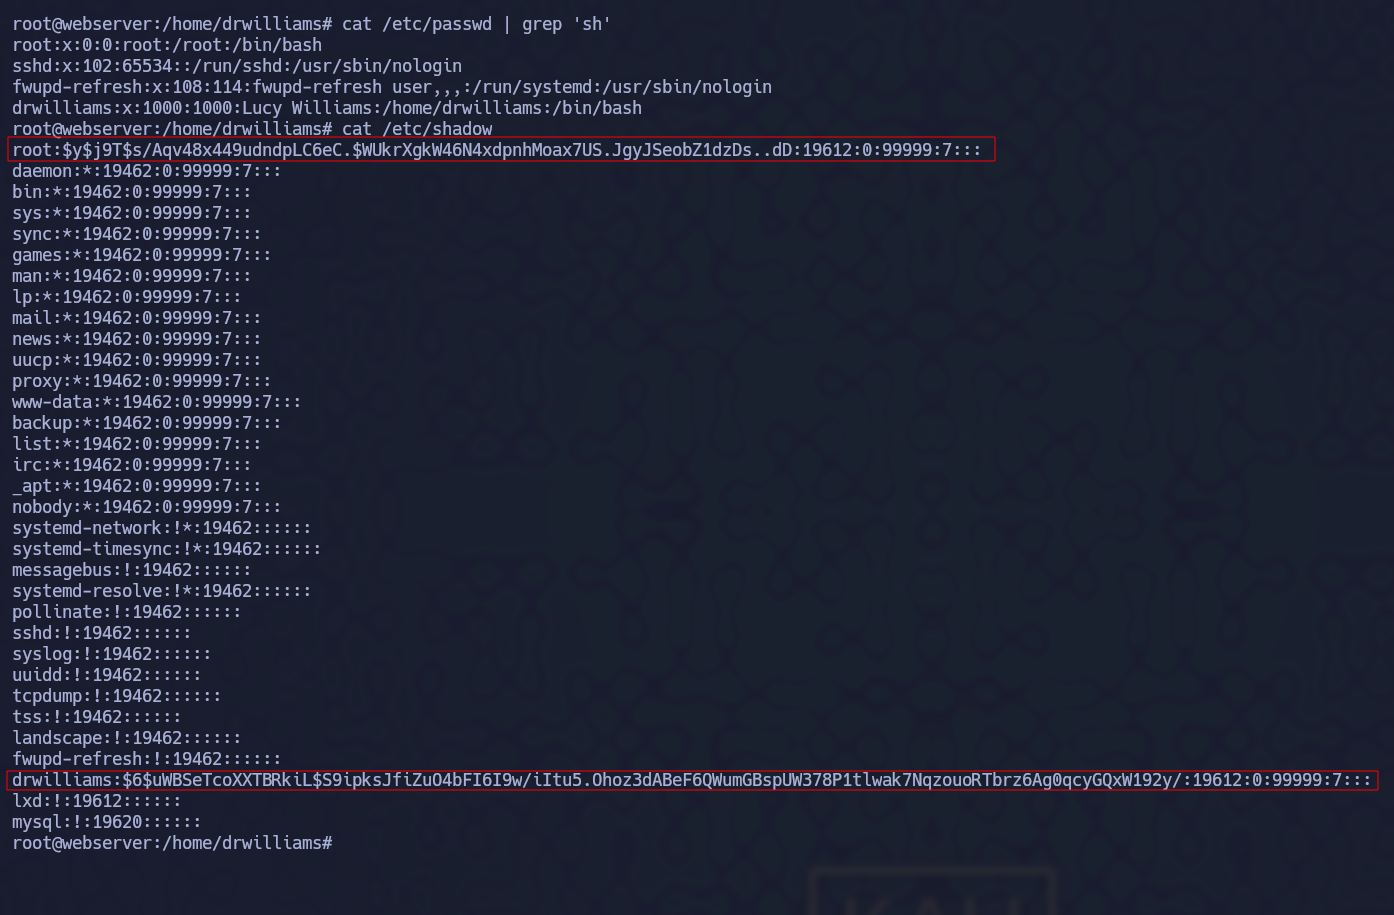 root@webserver:/home/drwilliams# cat /etc/passwd | grep 'sh'
root:x:0:0:root:/root:/bin/bash
sshd:x:102:65534::/run/sshd:/usr/sbin/nologin
fwupd-refresh:x:108:114:fwupd-refresh user,,,:/run/systemd:/usr/sbin/nologin
drwilliams:x:1000:1000:Lucy Williams:/home/drwilliams:/bin/bash
root@webserver:/home/drwilliams# cat /etc/shadow
root:$y$j9T$s/Aqv48x449udndpLC6eC.$WUkrXgkW46N4xdpnhMoax7US.JgyJSeobZ1dzDs..dD:19612:0:99999:7:::
daemon:*:19462:0:99999:7:::
bin:*:19462:0:99999:7:::
sys:*:19462:0:99999:7:::
sync:*:19462:0:99999:7:::
games:*:19462:0:99999:7:::
man:*:19462:0:99999:7:::
lp:*:19462:0:99999:7:::
mail:*:19462:0:99999:7:::
news:*:19462:0:99999:7:::
uucp:*:19462:0:99999:7:::
proxy:*:19462:0:99999:7:::
www-data:*:19462:0:99999:7:::
backup:*:19462:0:99999:7:::
list:*:19462:0:99999:7:::
irc:*:19462:0:99999:7:::
_apt:*:19462:0:99999:7:::
nobody:*:19462:0:99999:7:::
systemd-network:!*:19462::::::
systemd-timesync:!*:19462::::::
messagebus:!:19462::::::
systemd-resolve:!*:19462::::::
pollinate:!:19462::::::
sshd:!:19462::::::
syslog:!:19462::::::
uuidd:!:19462::::::
tcpdump:!:19462::::::
tss:!:19462::::::
landscape:!:19462::::::
fwupd-refresh:!:19462::::::
drwilliams:$6$uWBSeTcoXXTBRkiL$S9ipksJfiZuO4bFI6I9w/iItu5.Ohoz3dABeF6QWumGBspUW378P1tlwak7NqzouoRTbrz6Ag0qcyGQxW192y/:19612:0:99999:7:::
lxd:!:19612::::::
mysql:!:19620::::::
root@webserver:/home/drwilliams#